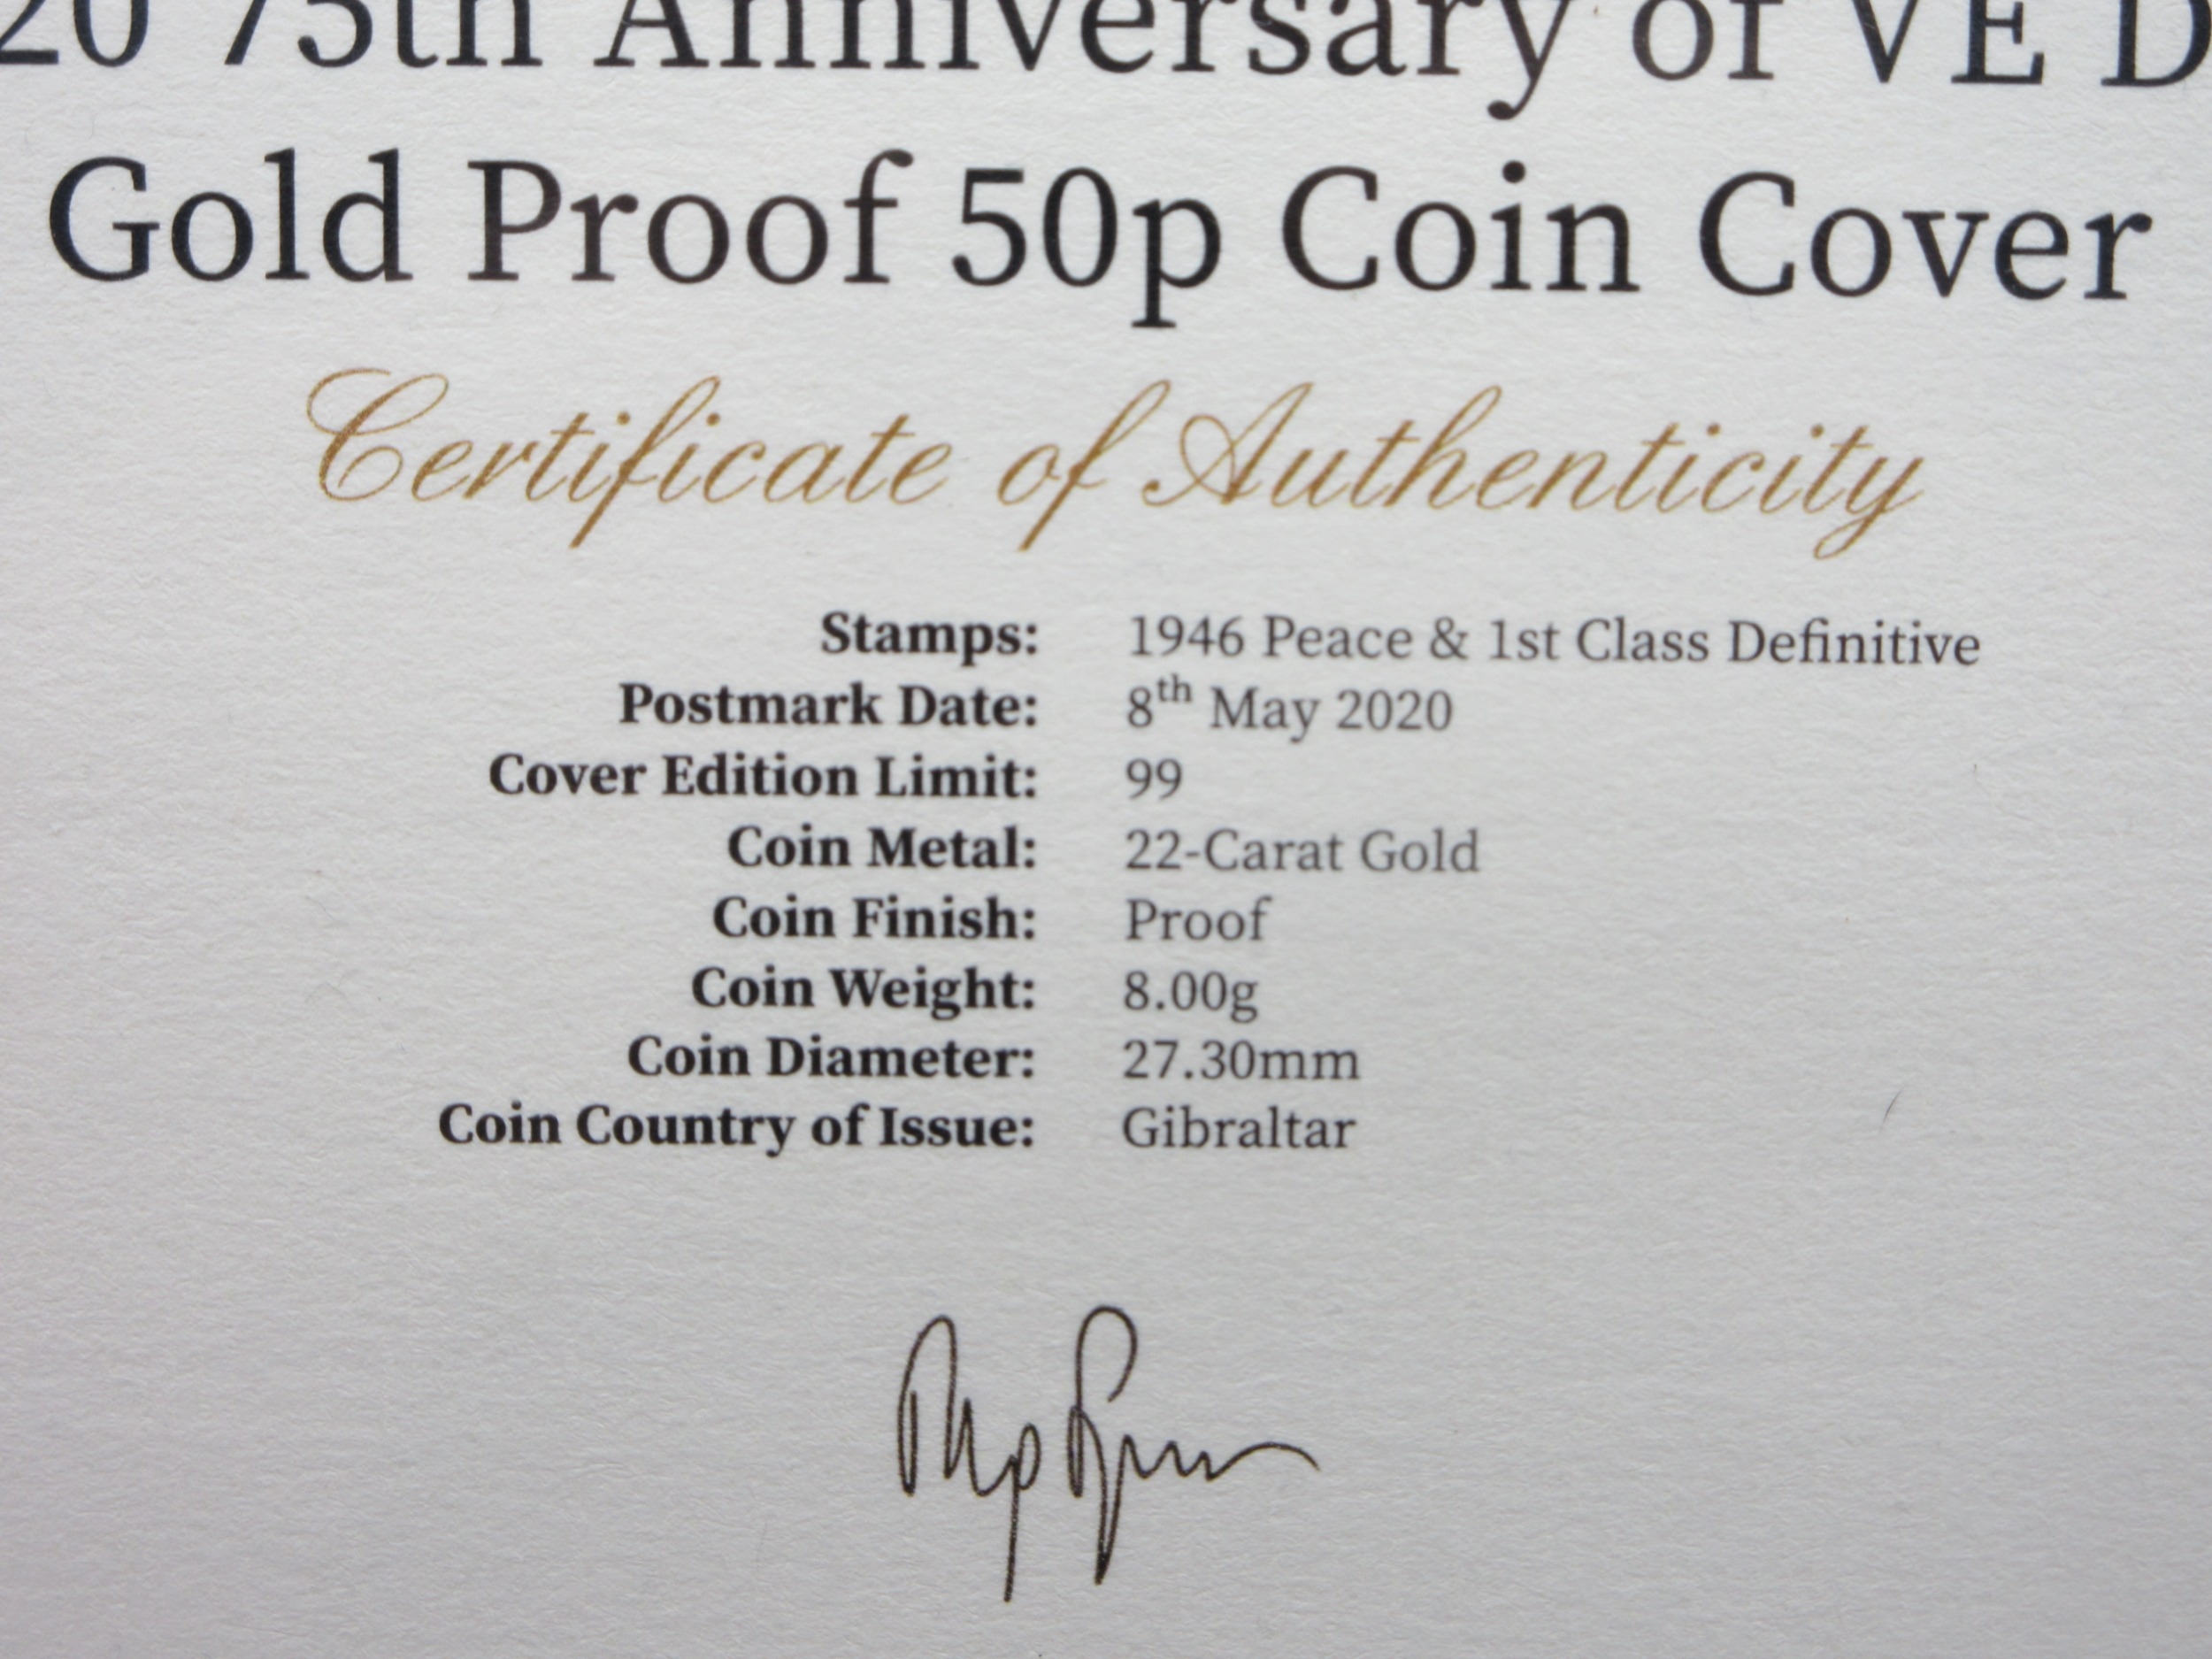 20 75th Anniversary of VE D
Gold Proof 50p Coin Cover
Certificate of Authenticity
Stamps: 1946 Peace & 1st Class Definitive
Postmark Date: 8th May 2020
Cover Edition Limit: 99
Coin Metal: 22-Carat Gold
Coin Finish: Proof
Coin Weight: 8.00g
Coin Diameter: 27.30mm
Coin Country of Issue: Gibraltar